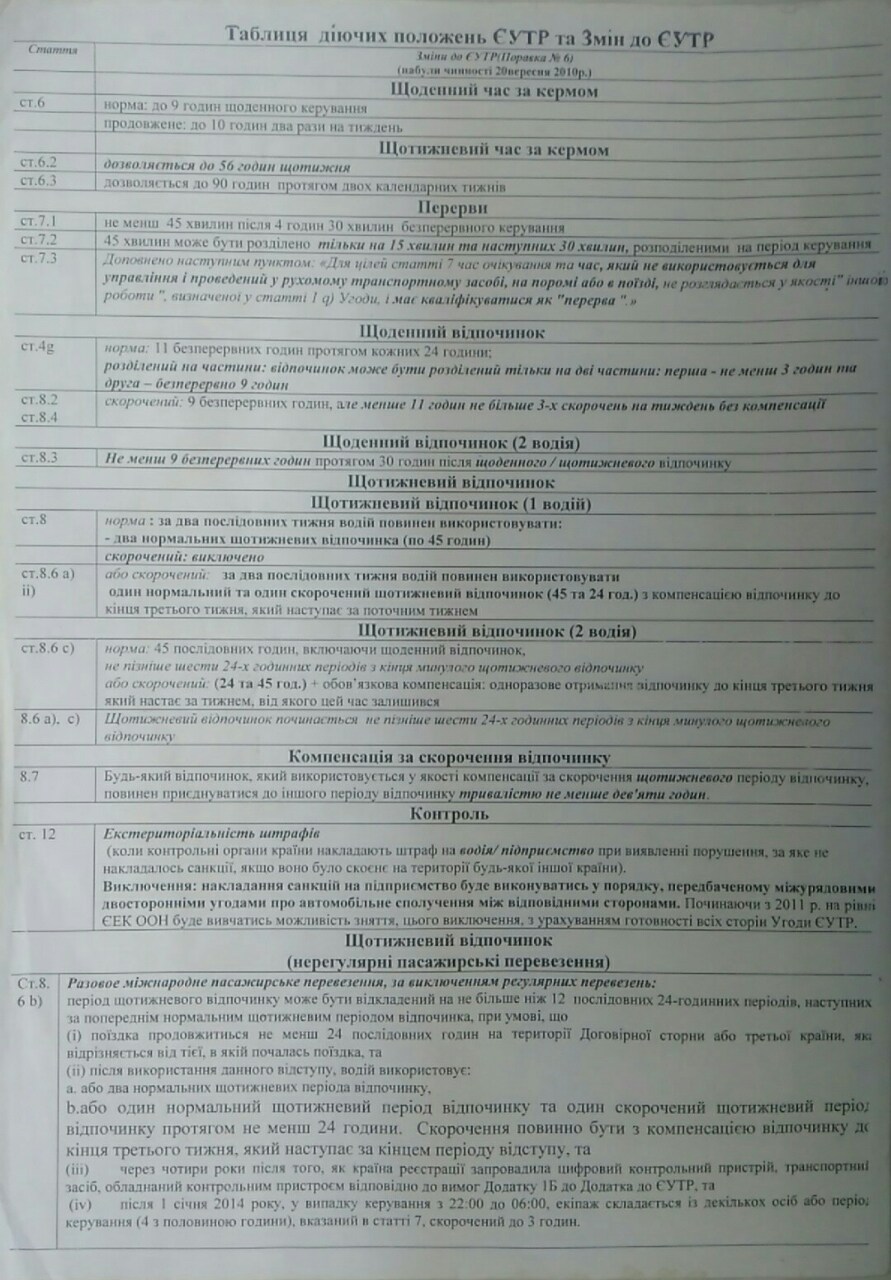 Таблиця діючих положень ЄУТР та Змін до ЄУТР
Стаття
Зміни до ЄУТР(Поравка № 6)
(набули чинності 20вересня 2010р.)
Щоденний час за кермом
ст.6
норма: до 9 годин щоденного керування
продовжене: до 10 годин два рази на тиждень
Щотижневий час за кермом
ст.6.2
дозволяється до 56 годин щотижня
ст.6.3
дозволяється до 90 годин протягом двох календарних тижнів
Перерви
ст.7.1
не менш 45 хвилин після 4 годин 30 хвилин безперервного керування
ст.7.2
45 хвилин може бути розділено тільки на 15 хвилин та наступних 30 хвилин, розподіленими на період керування
ст.7.3
Доповнено наступним пунктом: «Для цілей статті 7 час очікування та час, який не використовується для
управління і проведений у рухомому транспортному засобі, на поромі або в поїзді, не розглядається у якості" іншої
роботи ", визначеної у статті 1 q) Угоди, і має кваліфікуватися як "перерва ".»
Щоденний відпочинок
ст.4g
норма: 11 безперервних годин протягом кожних 24 години;
розділений на частини: відпочинок може бути розділений тільки на дві частини: перша - не менш 3 годин та
друга – безперервно 9 годин
ст.8.2
ст.8.4
скорочений: 9 безперервних годин, але менше 11 годин не більше 3-х скорочень на тиждень без компенсації
Щоденний відпочинок (2 водія)
ст.8.3
Не менш 9 безперервних годин протягом 30 годин після щоденного / щотижневого відпочинку
Щотижневий відпочинок
Щотижневий відпочинок (1 водій)
ст.8
норма : за два послідовних тижня водій повинен використовувати:
- два нормальних щотижневих відпочинка (по 45 годин)
скорочений: виключено
ст.8.6 а)
ii)
або скорочений: за два послідовних тижня водій повинен використовувати
один нормальний та один скорочений щотижневий відпочинок (45 та 24 год.) з компенсацією відпочинку до
кінця третього тижня, який наступає за поточним тижнем
Щотижневий відпочинок (2 водія)
ст.8.6 с)
норма: 45 послідовних годин, включаючи щоденний відпочинок,
не пізніше шести 24-х годинних періодів з кінця минулого щотижневого відпочинку
або скорочений: (24 та 45 год.) + обов'язкова компенсація: одноразове отримання відпочинку до кінця третього тижня
який настає за тижнем, від якого цей час залишився
8.6 а). с)
Щотижневий відпочинок починається не пізніше шести 24-х годинних періодів з кінця минулого щотижневого
відпочинку
Компенсація за скорочення відпочинку
8.7
Будь-який відпочинок, який використовується у якості компенсації за скорочення щотижневого періоду відпочинку,
повинен приєднуватися до іншого періоду відпочинку тривалістю не менше дев'яти годин.
Контроль
ст. 12
Екстериторіальність штрафів
(коли контрольні органи країни накладають штраф на водія/підприємство при виявленні порушення, за яке не
накладалось санкції, якщо воно було скоєнє на території будь-якої іншої країни).
Виключення: накладання санкцій на підприємство буде виконуватись у порядку, передбаченому міжурядовими
двосторонніми угодами про автомобільне сполучення між відповідними сторонами. Починаючи з 2011 р. на рівні
ЄЕК ООН буде вивчатись можливість зняття, цього виключення, з урахуванням готовності всіх сторін Угоди ЄУТР.
Щотижневий відпочинок
(нерегулярні пасажирські перевезення)
Ст.8.
6 b)
Разовое міжнародне пасажирське перевезення, за виключенням регулярних перевезень:
період щотижневого відпочинку може бути відкладений на не більше ніж 12 послідовних 24-годинних періодів, наступних
за попереднім нормальним щотижневим періодом відпочинка, при умові, що
(i) поїздка продовжитниься не менш 24 послідовних годин на території Договірної сторни або третьої країни, яка
відрізняється від тієї, в якій почалась поїздка, та
(ii) після використання данного відступу, водій використовує:
а. або два нормальних щотижневих періода відпочинку,
b.або один нормальний щотижневий період відпочинку та один скорочений щотижневий період
відпочинку протягом не менш 24 години. Скорочення повинно бути з компенсацією відпочинку до
кінця третього тижня, який наступає за кінцем періоду відступу, та
(iii) через чотири роки після того, як країна реєстрації запровадила цифровий контрольний пристрій, транспортний
засіб, обладнаний контрольним пристроєм відповідно до вимог Додатку 1Б до Додатка до ЄУТР, та
(iv) після 1 січня 2014 року, у випадку керування з 22:00 до 06:00, екіпаж складається із декількох осіб або період
керування (4 з половиною години), вказаний в статті 7, скорочений до 3 годин.